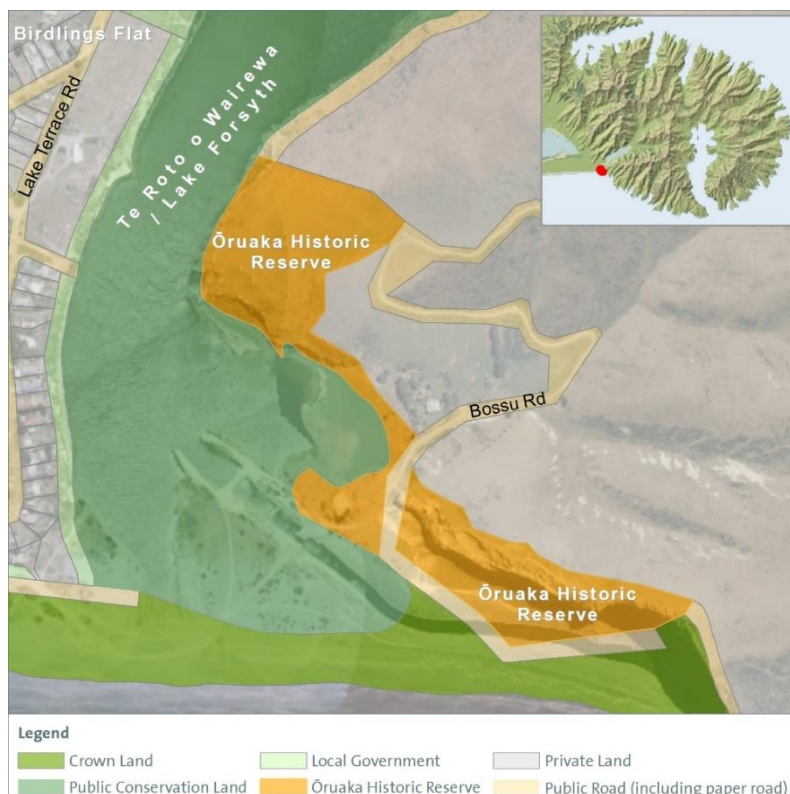 Birdlings Flat
Lake Terrace Rd
Te Roto o Wairewa
/ Lake Forsyth
Ōruaka Historic
Reserve
Bossu Rd
Ōruaka Historic
Reserve
Legend
Crown Land
Local Government
Private Land
Public Conservation Land
Ōruaka Historic Reserve
Public Road (including paper road)